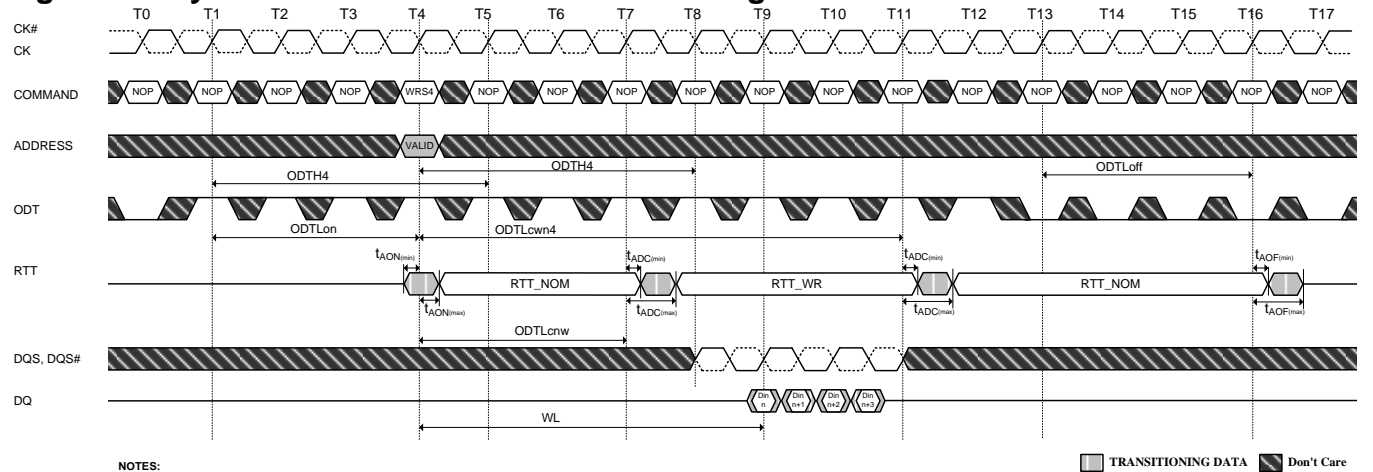 T0 T1 T2 T3 T4 T5 T6 T7 T8 T9 T10 T11 T12 T13 T14 T15 T16 T17
CK#
CK
COMMAND NOP NOP NOP NOP WRS4 NOP NOP NOP NOP NOP NOP NOP NOP NOP NOP NOP NOP NOP
ADDRESS VALID
ODTH4 ODTLoff
ODTH4
ODT
ODTLon ODTLcwn4
tAON(min) tADC(min) tADC(min) tAOF(min)
RTT RTT_NOM RTT_WR RTT_NOM
tAON(max) tADC(max) tADC(max) tAOF(max)
ODTLcnw
DQS, DQS#
DQ Din n Din n+1 Din n+2 Din n+3
WL
NOTES: TRANSITIONING DATA Don't Care